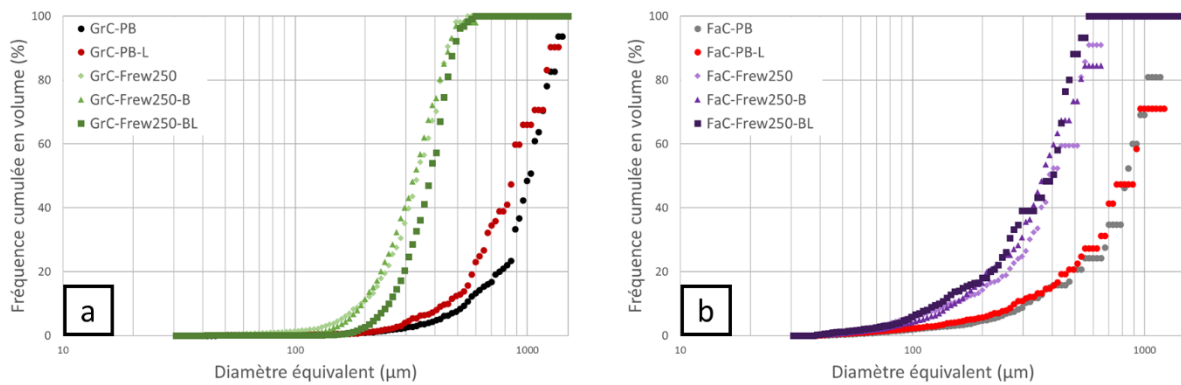 Fréquence cumulée en volume (%)
100
80
60
40
20
0
GrC-PB
GrC-PB-L
GrC-Frew250
GrC-Frew250-B
GrC-Frew250-BL
a
10
100
1000
Diamètre équivalent (µm)
Fréquence cumulée en volume (%)
100
80
60
40
20
0
FaC-PB
FaC-PB-L
FaC-Frew250
FaC-Frew250-B
FaC-Frew250-BL
b
10
100
1000
Diamètre équivalent (µm)